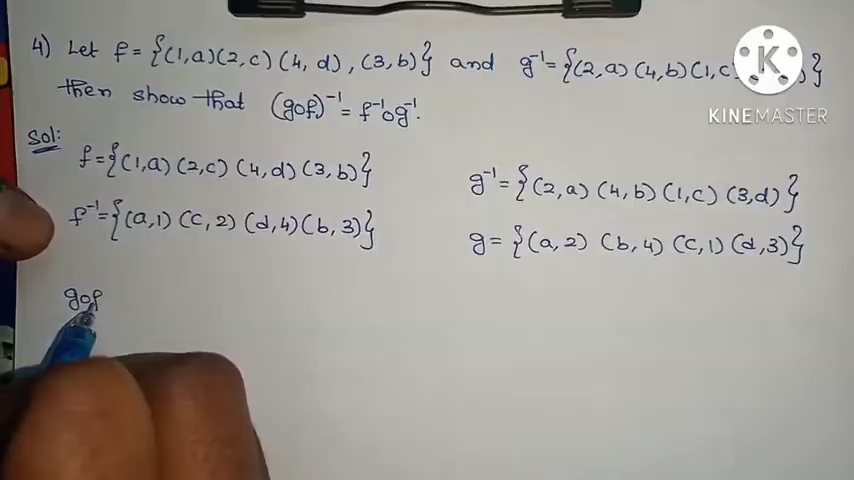 4) Let f = {(1,a)(2,c) (4,d), (3,b)} and g⁻¹ = {(2,a) (4,b) (1,c )}
then show that (gof)⁻¹ = f⁻¹og⁻¹.
Sol:
f = {(1,a) (2,c) (4,d) (3,b)}
f⁻¹ = {(a,1) (c,2) (d,4) (b,3)}
g⁻¹ = {(2,a) (4,b) (1,c) (3,d)}
g = {(a,2) (b,4) (c,1) (d,3)}
gof
KINEMASTER